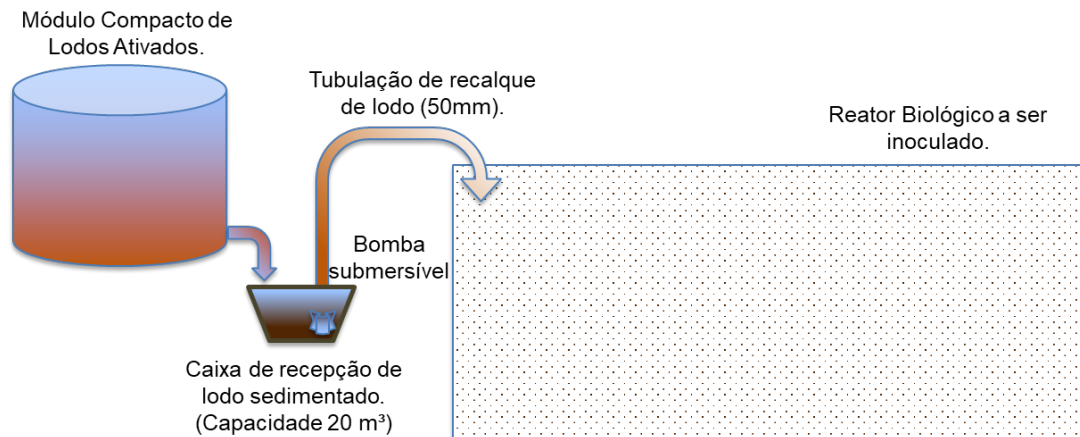 Módulo Compacto de
Lodos Ativados.
Tubulação de recalque
de lodo (50mm).
Reator Biológico a ser
inoculado.
Bomba
submersível
Caixa de recepção de
lodo sedimentado.
(Capacidade 20 m³)